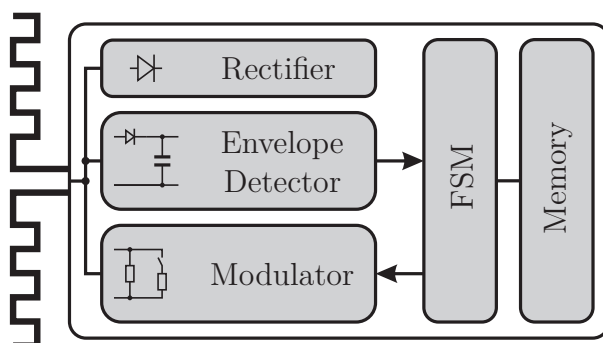 Rectifier
Envelope
Detector
Modulator
FSM
Memory